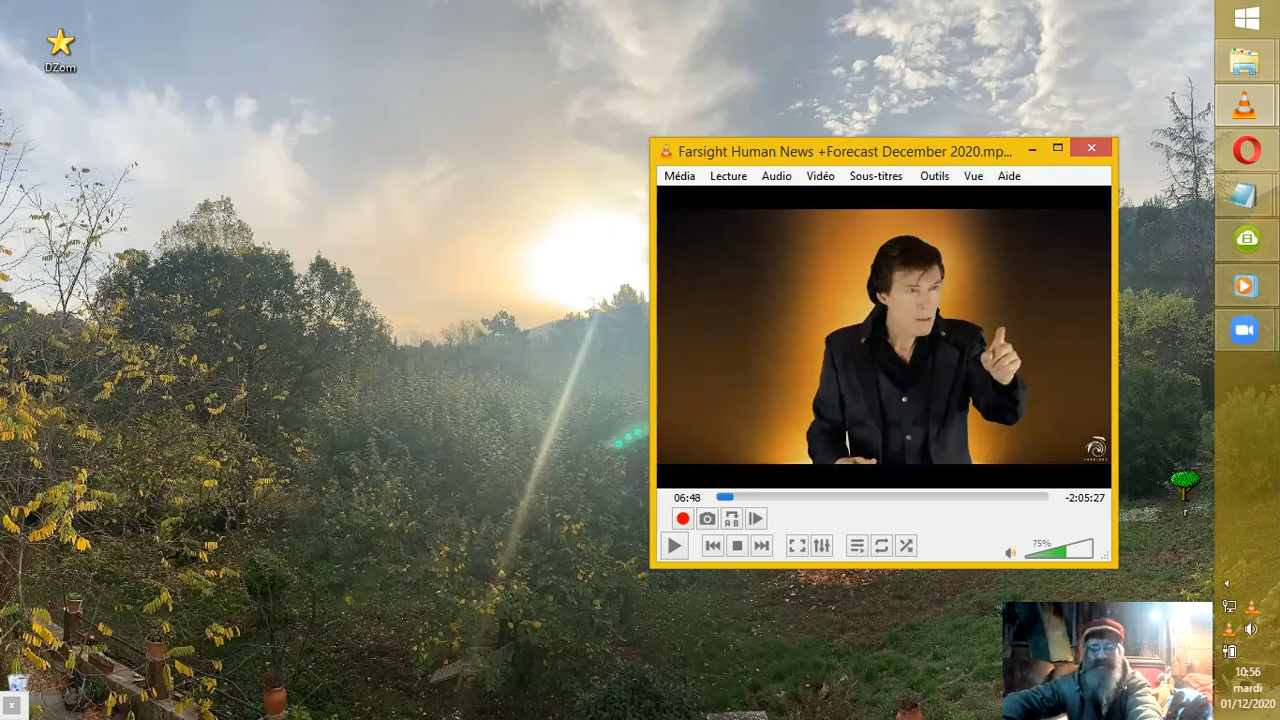 DZom
Farsight Human News +Forecast December 2020.mp...
Média Lecture Audio Vidéo Sous-titres Outils Vue Aide
06:48
-2:05:27
A B
75%
r
10:56
mardi
01/12/2020